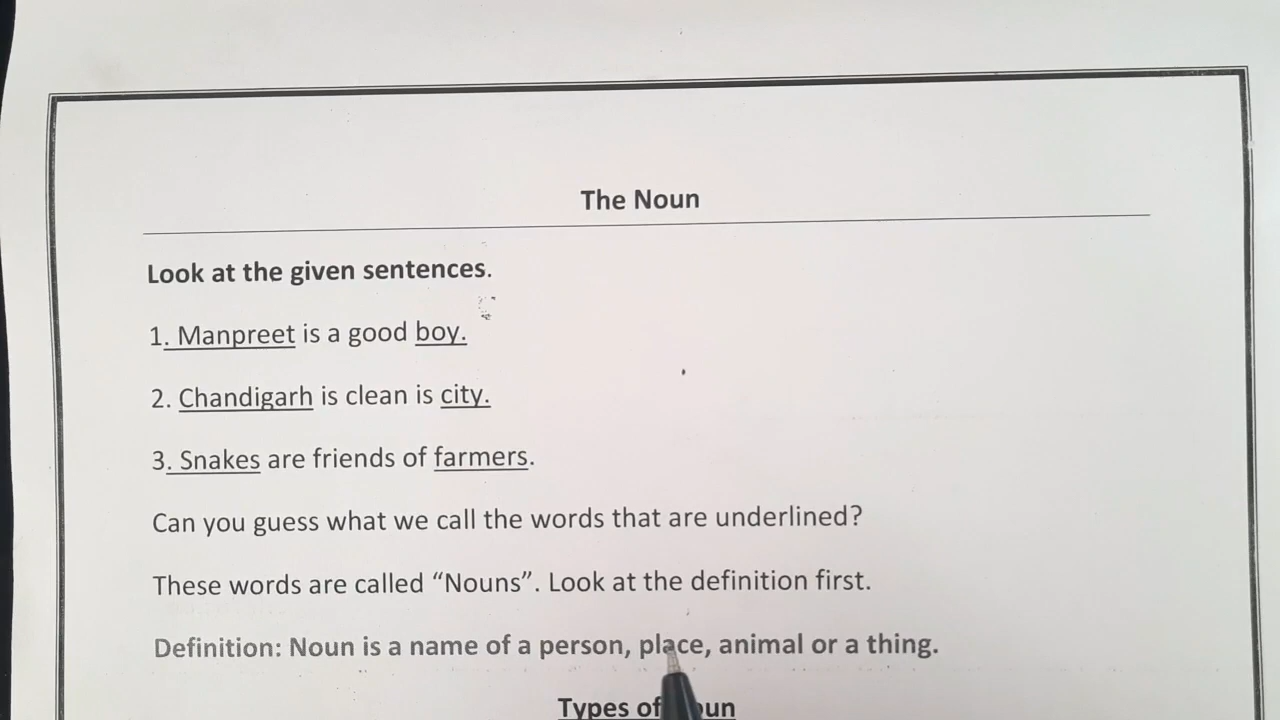 The Noun
Look at the given sentences.
1. Manpreet is a good boy.
2. Chandigarh is clean is city.
3. Snakes are friends of farmers.
Can you guess what we call the words that are underlined?
These words are called “Nouns”. Look at the definition first.
Definition: Noun is a name of a person, place, animal or a thing.
Types of oun